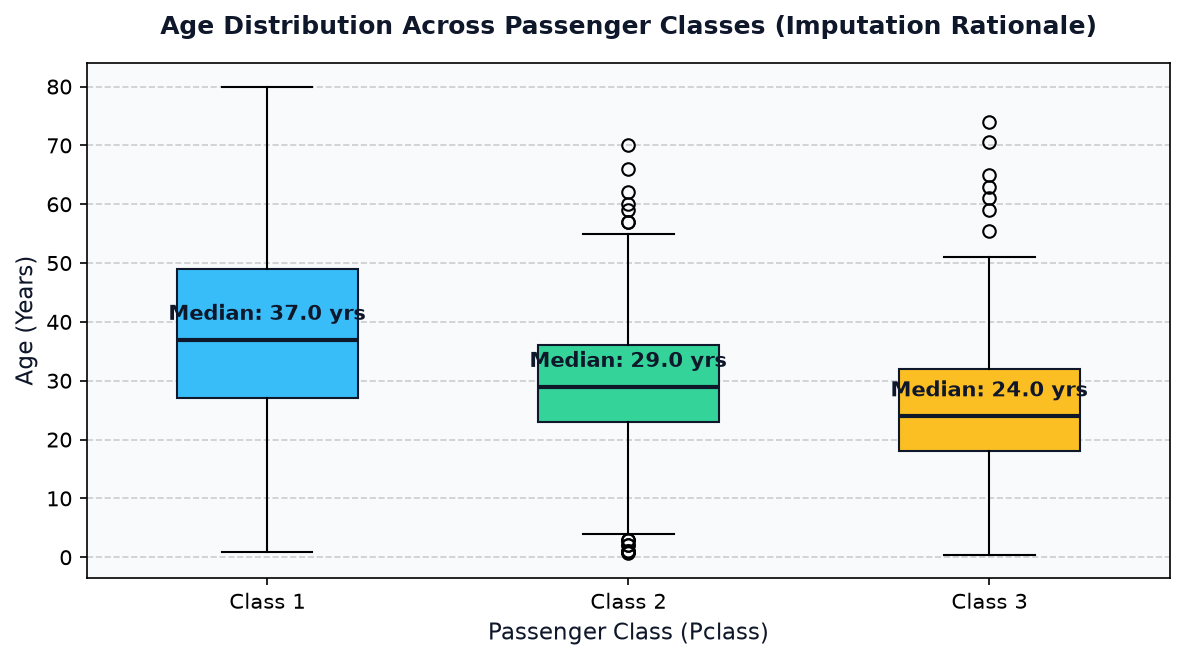 Age Distribution Across Passenger Classes (Imputation Rationale)
Age (Years)
80
70
60
50
40
30
20
10
0
Median: 37.0 yrs
Median: 29.0 yrs
Median: 24.0 yrs
Class 1
Class 2
Class 3
Passenger Class (Pclass)